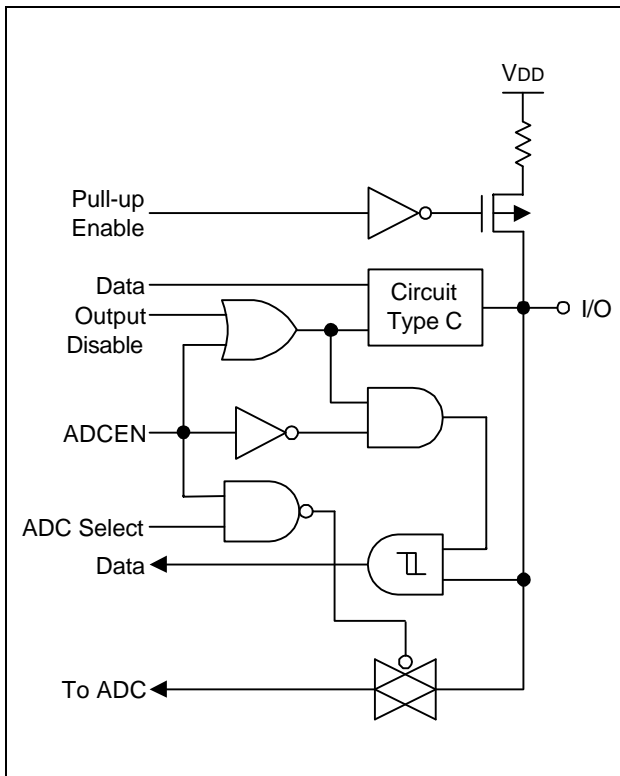 VDD
Pull-up
Enable
Data
Output
Disable
Circuit
Type C
I/O
ADCEN
ADC Select
Data
To ADC